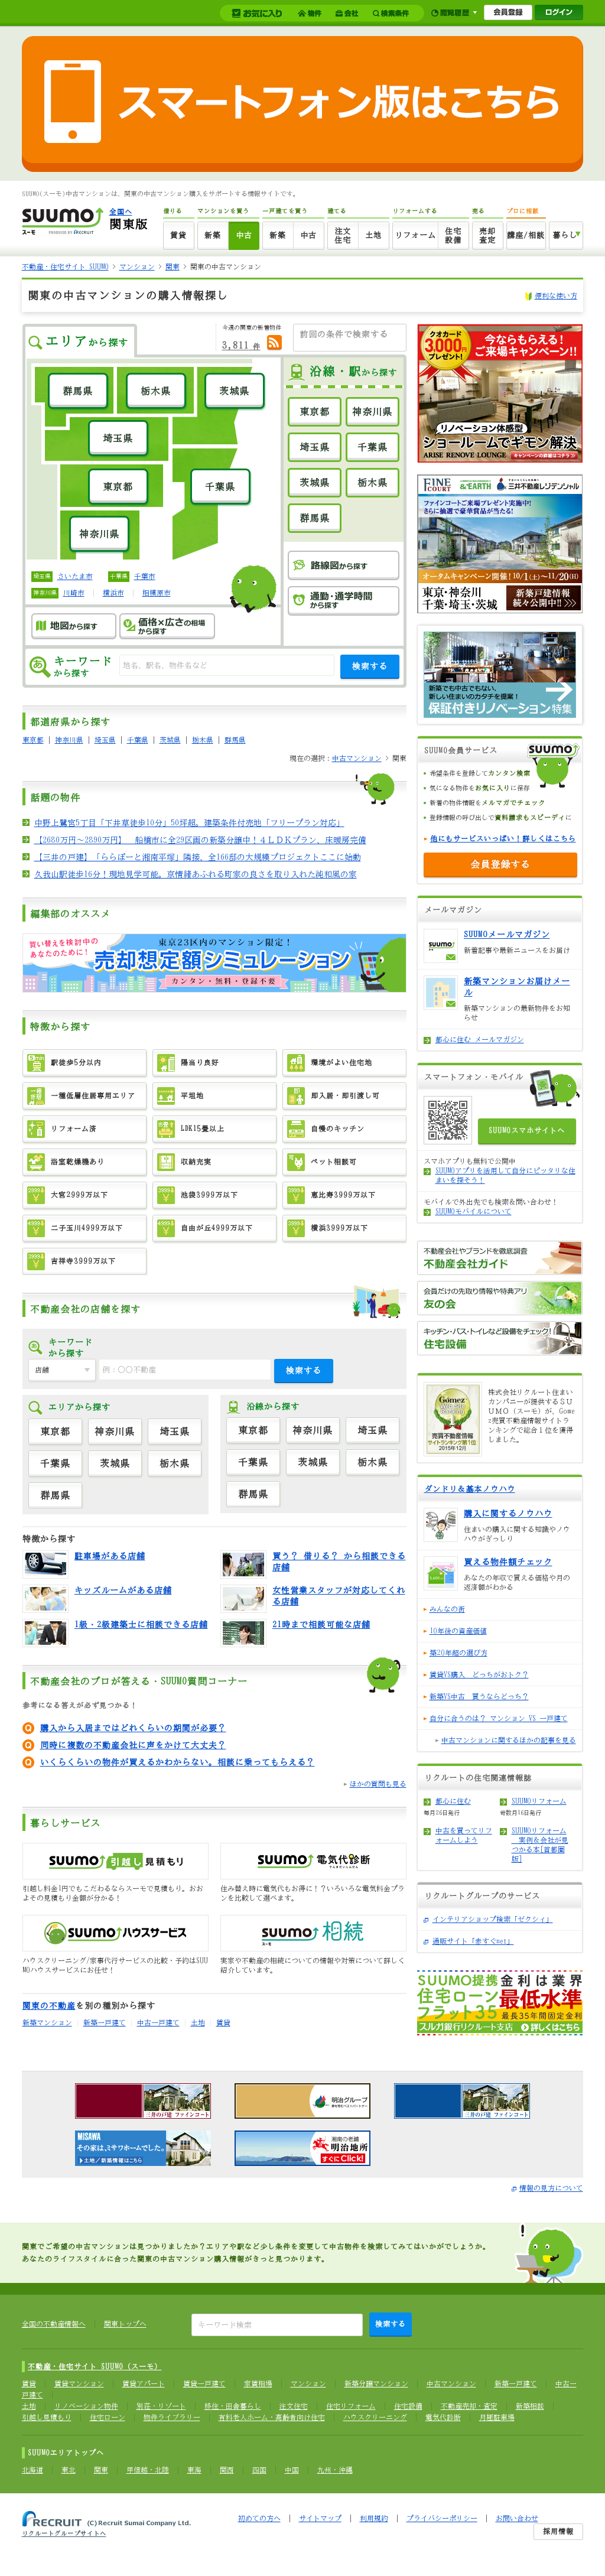 お気に入り 物件 会社 検索条件 閲覧履歴 会員登録 ログイン
スマートフォン版はこちら
SUUMO(スーモ)中古マンションは、関東の中古マンション購入をサポートする情報サイトです。
SUUMO スーモ 全国へ 関東版
借りる マンションを買う 一戸建てを買う 建てる リフォームする 売る プロに相談
賃貸 新築 中古 新築 中古 注文住宅 土地 リフォーム 住宅設備 売却査定 講座/相談 暮らし
不動産・住宅サイト SUUMO > マンション > 関東 > 関東の中古マンション
関東の中古マンションの購入情報探し
便利な使い方
エリアから探す
今週の関東の新着物件
3,811 件
前回の条件で検索する
群馬県 栃木県 茨城県
埼玉県
東京都 千葉県
神奈川県
埼玉県 さいたま市 千葉県 千葉市
神奈川県 川崎市 横浜市 相模原市
地図から探す
価格×広さの相場から探す
沿線・駅から探す
東京都 神奈川県
埼玉県 千葉県
茨城県 栃木県
群馬県
路線図から探す
通勤・通学時間から探す
キーワードから探す
地名、駅名、物件名など
検索する
都道府県から探す
東京都 | 神奈川県 | 埼玉県 | 千葉県 | 茨城県 | 栃木県 | 群馬県
現在の選択：中古マンション > 関東
話題の物件
中野上鷺宮5丁目「下井草徒歩10分」50坪超。建築条件付売地「フリープラン対応」
【2680万円〜2890万円】 船橋市に全29区画の新築分譲中！４ＬＤＫプラン、床暖房完備
【三井の戸建】「ららぽーと湘南平塚」隣接、全166邸の大規模プロジェクトここに始動
久我山駅徒歩16分！現地見学可能。京情緒あふれる町家の良さを取り入れた純和風の家
編集部のオススメ
買い替えを検討中のあなたのために！
東京23区内のマンション限定！
売却想定額シミュレーション
カンタン・無料・登録不要
特徴から探す
駅徒歩5分以内 陽当り良好 環境がよい住宅地
一種低層住居専用エリア 平坦地 即入居・即引渡し可
リフォーム済 LDK15畳以上 自慢のキッチン
浴室乾燥機あり 収納充実 ペット相談可
大宮2999万以下 池袋3999万以下 恵比寿3999万以下
二子玉川4999万以下 自由が丘4999万以下 横浜3999万以下
吉祥寺3999万以下
不動産会社の店舗を探す
キーワードから探す
店舗
例：〇〇不動産
検索する
エリアから探す
東京都 神奈川県 埼玉県
千葉県 茨城県 栃木県
群馬県
沿線から探す
東京都 神奈川県 埼玉県
千葉県 茨城県 栃木県
群馬県
特徴から探す
駐車場がある店舗
買う？ 借りる？ から相談できる店舗
キッズルームがある店舗
女性営業スタッフが対応してくれる店舗
1級・2級建築士に相談できる店舗
21時まで相談可能な店舗
不動産会社のプロが答える・SUUMO質問コーナー
参考になる答えが必ず見つかる！
購入から入居まではどれくらいの期間が必要？
同時に複数の不動産会社に声をかけて大丈夫？
いくらくらいの物件が買えるかわからない。相談に乗ってもらえる？
ほかの質問も見る
暮らしサービス
SUUMO引越し見積もり
引越し料金1円でもこだわるならスーモで見積もり。おおよその見積もり金額が分かる！
SUUMO電気代診断
住み替え時に電気代もお得に！？いろいろな電気料金プランを比較して選べます。
SUUMOハウスサービス
ハウスクリーニング/家事代行サービスの比較・予約はSUUMOハウスサービスにお任せ！
SUUMO相続
実家や不動産の相続についての情報や対策について詳しく紹介しています。
関東の不動産を別の種別から探す
新築マンション 新築一戸建て 中古一戸建て 土地 賃貸
クオカード3,000円プレゼント!
今ならもらえる！ご来場キャンペーン!!
リノベーション体感型ショールームでギモン解決
ARISE RENOVE LOUNGE
FINE COURT &EARTH 三井不動産レジデンシャル
ファインコートご来場プレゼント実施中！さらに抽選で豪華賞品が当たる！
オータムキャンペーン開催！10/1(土)〜11/20(日)
東京・神奈川 千葉・埼玉・茨城
新築戸建情報続々公開中!!
新築でも中古でもない、新しい住まいのカタチを提案！
保証付きリノベーション特集
SUUMO会員サービス
希望条件を登録してカンタン検索
気になる物件をお気に入りに保存
新着の物件情報をメルマガでチェック
登録情報の呼び出しで資料請求もスピーディに
他にもサービスいっぱい！詳しくはこちら
会員登録する
メールマガジン
SUUMOメールマガジン
新着記事や最新ニュースをお届け
新築マンションお届けメール
新築マンションの最新物件をお知らせ
都心に住む メールマガジン
スマートフォン・モバイル
SUUMOスマホサイトへ
スマホアプリも無料で公開中
SUUMOアプリを活用して自分にピッタリな住まいを探そう！
モバイルで外出先でも検索＆問い合わせ！
SUUMOモバイルについて
不動産会社やブランドを徹底調査 不動産会社ガイド
会員だけの先取り情報や特典アリ 友の会
キッチン・バス・トイレなど設備をチェック! 住宅設備
Gomez 売買不動産情報サイト サイトランキング第1位 2015年12月
株式会社リクルート住まいカンパニーが提供するＳＵＵＭＯ（スーモ）が、Gomez売買不動産情報サイトランキングで総合１位を獲得しました。
ダンドリ＆基本ノウハウ
購入に関するノウハウ
住まいの購入に関する知識やノウハウがぎっしり
買える物件額チェック
あなたの年収で買える価格や月の返済額がわかる
みんなの街
10年後の資産価値
築20年超の選び方
賃貸VS購入 どっちがおトク？
新築VS中古 買うならどっち？
自分に合うのは？ マンション VS 一戸建て
中古マンションに関するほかの記事を見る
リクルートの住宅関連情報誌
都心に住む 毎月26日発行
SUUMOリフォーム 奇数月16日発行
中古を買ってリフォームしよう
SUUMOリフォーム 実例＆会社が見つかる本[首都圏版]
リクルートグループのサービス
インテリアショップ検索「ゼクシィ」
通販サイト「赤すぐnet」
SUUMO提携 金利は業界
住宅ローン フラット35 最低水準
最長35年間固定金利
スルガ銀行リクルート支店 詳しくはこちら
三井の戸建 ファインコート
明治グループ
三井の戸建 ファインコート
MISAWA その家は、ミサワホームでした。 土地／新築情報はこちら
湘南の老舗 明治地所 すぐにClick!
情報の見方について
関東でご希望の中古マンションは見つかりましたか？エリアや駅など少し条件を変更して中古物件を検索してみてはいかがでしょうか。
あなたのライフスタイルに合った関東の中古マンション購入情報がきっと見つかります。
全国の不動産情報へ 関東トップへ キーワード検索 検索する
不動産・住宅サイト SUUMO（スーモ）
賃貸 賃貸マンション 賃貸アパート 賃貸一戸建て 家賃相場 マンション 新築分譲マンション 中古マンション 新築一戸建て 中古一戸建て
土地 リノベーション物件 別荘・リゾート 移住・田舎暮らし 注文住宅 住宅リフォーム 住宅設備 不動産売却・査定 新築相談
引越し見積もり 住宅ローン 物件ライブラリー 有料老人ホーム・高齢者向け住宅 ハウスクリーニング 電気代診断 月極駐車場
SUUMOエリアトップへ
北海道 東北 関東 甲信越・北陸 東海 関西 四国 中国 九州・沖縄
RECRUIT (C) Recruit Sumai Company Ltd.
リクルートグループサイトへ
初めての方へ | サイトマップ | 利用規約 | プライバシーポリシー | お問い合わせ
採用情報